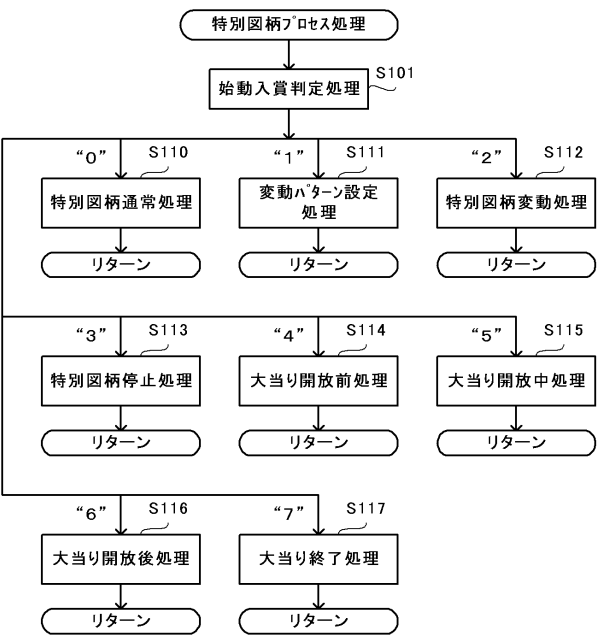 特別図柄プロセス処理
S101
始動入賞判定処理
“0” S110 “1” S111 “2” S112
特別図柄通常処理
変動パターン設定
処理
特別図柄変動処理
リターン リターン リターン
“3” S113 “4” S114 “5” S115
特別図柄停止処理 大当り開放前処理 大当り開放中処理
リターン リターン リターン
“6” S116 “7” S117
大当り開放後処理 大当り終了処理
リターン リターン